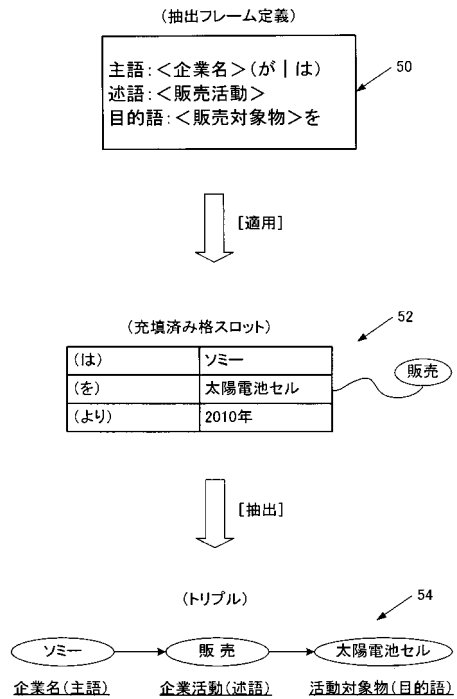 (抽出フレーム定義)
主語:<企業名>(が|は)
述語:<販売活動>
目的語:<販売対象物>を
50
[適用]
(充填済み格スロット)
52
(は) ソミー
(を) 太陽電池セル
(より) 2010年
販売
[抽出]
(トリプル)
54
ソミー 販売 太陽電池セル
企業名(主語) 企業活動(述語) 活動対象物(目的語)